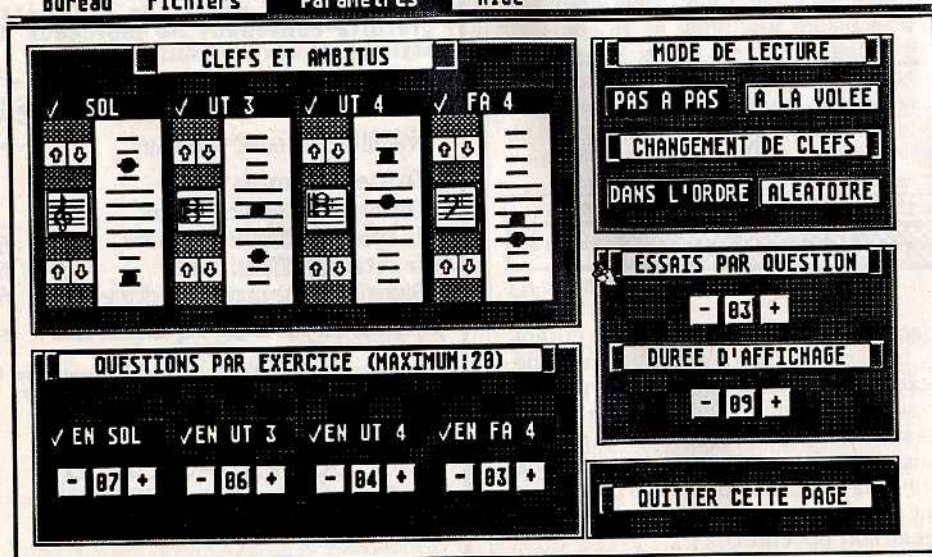 Bureau Fichiers Paramètres Aide
CLEFS ET AMBITUS
✓ SOL ✓ UT 3 ✓ UT 4 ✓ FA 4
QUESTIONS PAR EXERCICE (MAXIMUM:20)
✓ EN SOL ✓EN UT 3 ✓EN UT 4 ✓EN FA 4
- 07 + - 06 + - 04 + - 03 +
MODE DE LECTURE
PAS A PAS A LA VOLEE
CHANGEMENT DE CLEFS
DANS L'ORDRE ALEATOIRE
ESSAIS PAR QUESTION
- 03 +
DUREE D'AFFICHAGE
- 09 +
QUITTER CETTE PAGE